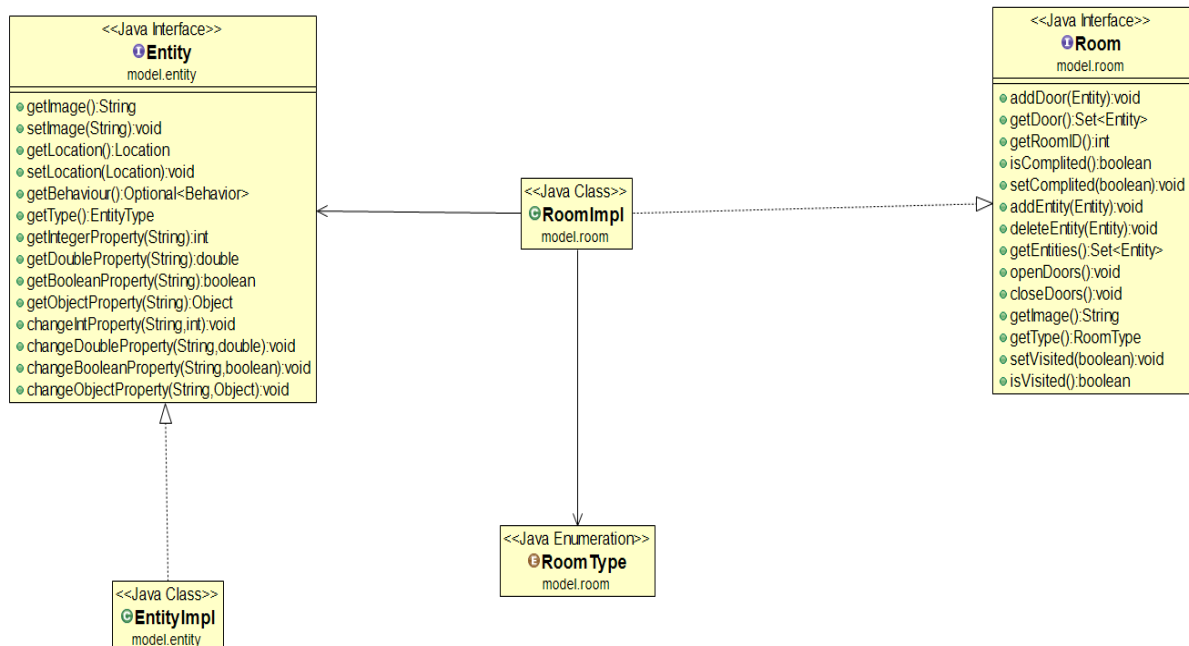 <<Java Interface>>
Entity
model.entity
getImage():String
setImage(String):void
getLocation():Location
setLocation(Location):void
getBehaviour():Optional<Behavior>
getType():EntityType
getIntegerProperty(String):int
getDoubleProperty(String):double
getBooleanProperty(String):boolean
getObjectProperty(String):Object
changeIntProperty(String,int):void
changeDoubleProperty(String,double):void
changeBooleanProperty(String,boolean):void
changeObjectProperty(String,Object):void
<<Java Class>>
RoomImpl
model.room
<<Java Interface>>
Room
model.room
addDoor(Entity):void
getDoor():Set<Entity>
getRoomID():int
isComplited():boolean
setComplited(boolean):void
addEntity(Entity):void
deleteEntity(Entity):void
getEntities():Set<Entity>
openDoors():void
closeDoors():void
getImage():String
getType():RoomType
setVisited(boolean):void
isVisited():boolean
<<Java Enumeration>>
RoomType
model.room
<<Java Class>>
EntityImpl
model.entity